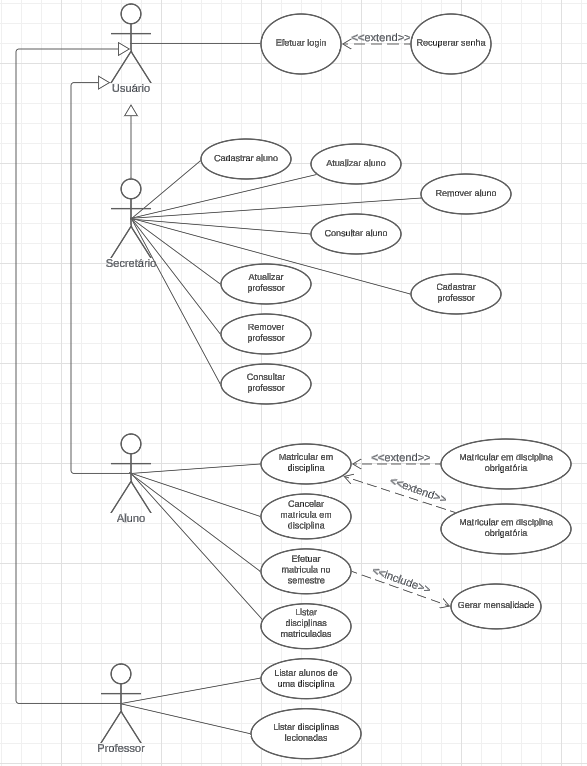 Efetuar login
<<extend>>
Recuperar senha
Usuário
Cadastrar aluno
Atualizar aluno
Remover aluno
Consultar aluno
Secretário
Atualizar
professor
Cadastrar
professor
Remover
professor
Consultar
professor
Matricular em
disciplina
<<extend>>
Matricular em disciplina
obrigatória
<<extend>>
Cancelar
matricula em
disciplina
Aluno
Matricular em disciplina
obrigatória
Efetuar
matricula no
semestre
<<include>>
Gerar mensalidade
Listar
disciplinas
matriculadas
Listar alunos de
uma disciplina
Listar disciplinas
lecionadas
Professor